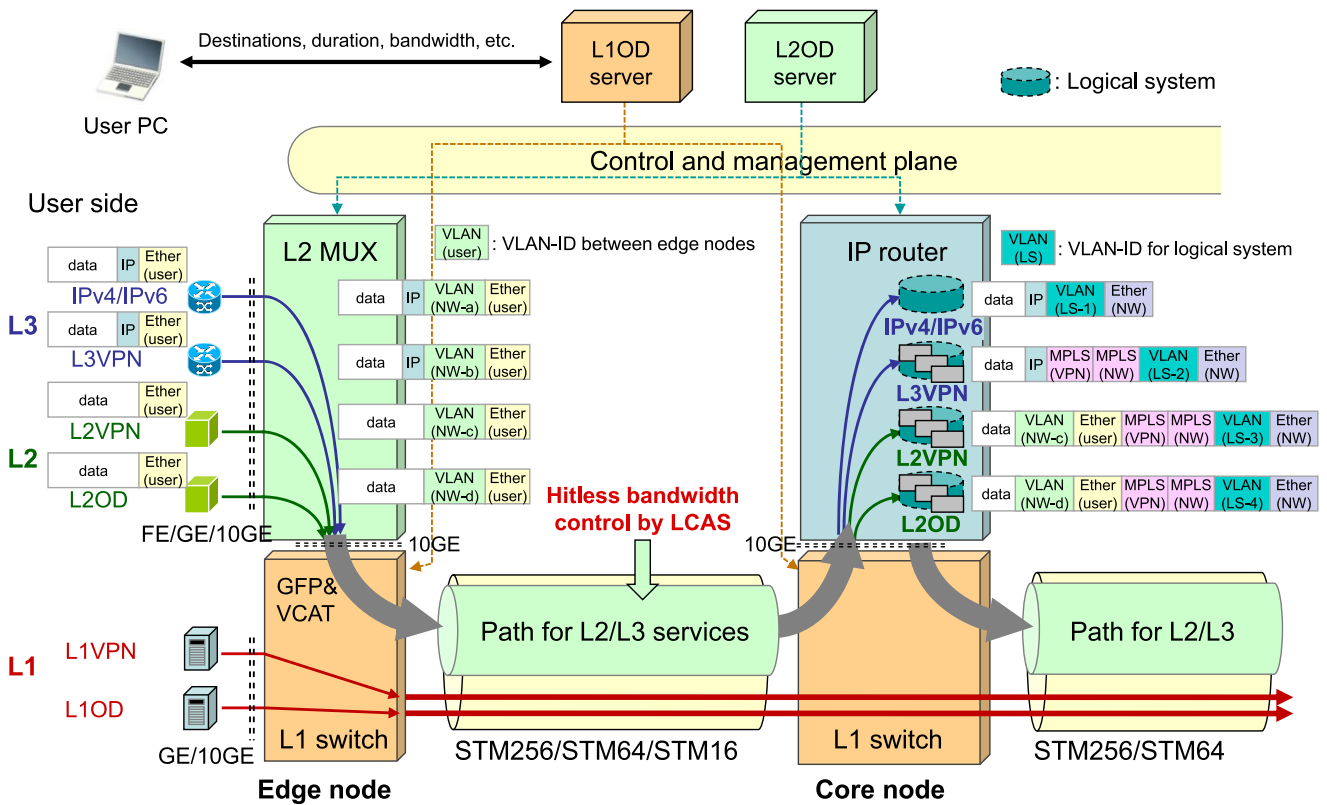 Destinations, duration, bandwidth, etc.
User PC
L1OD
server
L2OD
server
: Logical system
Control and management plane
User side
L2 MUX
VLAN
(user)
: VLAN-ID between edge nodes
IP router
VLAN
(LS)
: VLAN-ID for logical system
L3
data IP Ether
(user)
IPv4/IPv6
data IP Ether
(user)
L3VPN
L2
data Ether
(user)
L2VPN
data Ether
(user)
L2OD
FE/GE/10GE
data IP VLAN
(NW-a) Ether
(user)
data IP VLAN
(NW-b) Ether
(user)
data VLAN
(NW-c) Ether
(user)
data VLAN
(NW-d) Ether
(user)
IPv4/IPv6
L3VPN
L2VPN
L2OD
data IP VLAN
(LS-1) Ether
(NW)
data IP MPLS
(VPN) MPLS
(NW) VLAN
(LS-2) Ether
(NW)
data VLAN
(NW-c) Ether
(user) MPLS
(VPN) MPLS
(NW) VLAN
(LS-3) Ether
(NW)
data VLAN
(NW-d) Ether
(user) MPLS
(VPN) MPLS
(NW) VLAN
(LS-4) Ether
(NW)
Hitless bandwidth
control by LCAS
10GE
10GE
GFP&
VCAT
Path for L2/L3 services
Path for L2/L3
L1
L1VPN
L1OD
GE/10GE
L1 switch
STM256/STM64/STM16
L1 switch
STM256/STM64
Edge node
Core node